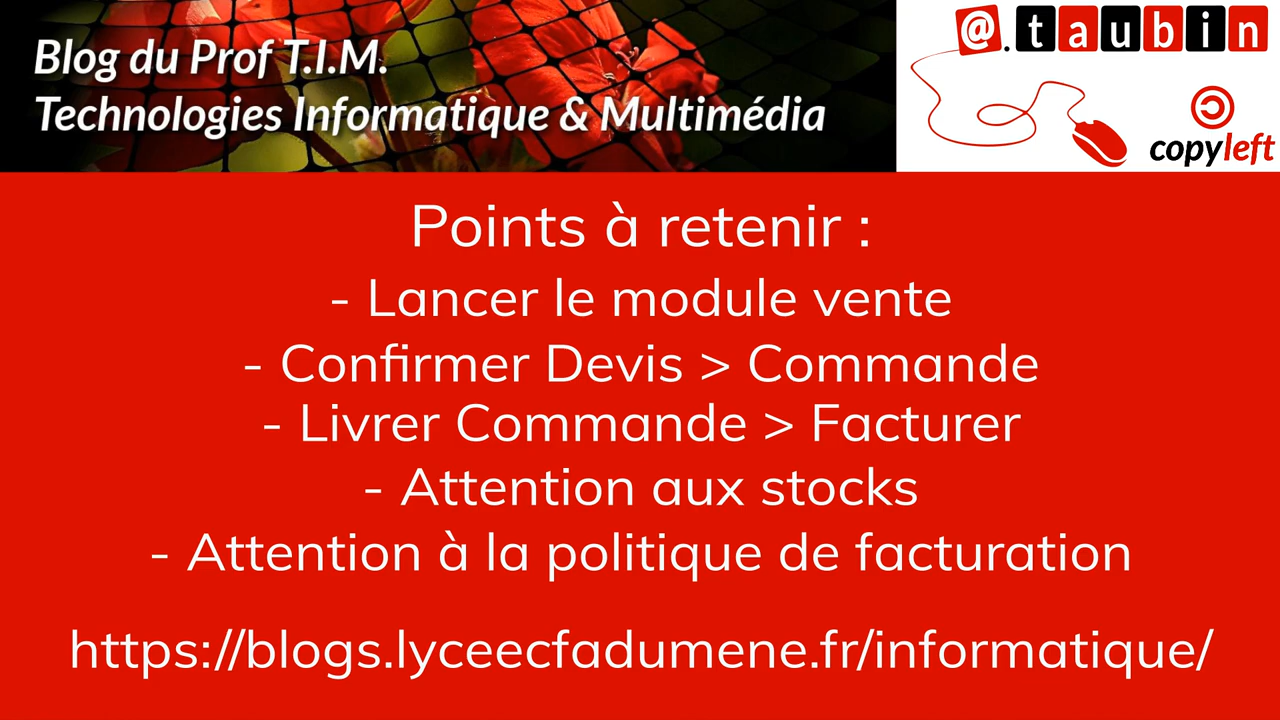 Blog du Prof T.I.M.
Technologies Informatique & Multimédia
@.taubin
copyleft
Points à retenir :
- Lancer le module vente
- Confirmer Devis > Commande
- Livrer Commande > Facturer
- Attention aux stocks
- Attention à la politique de facturation
https://blogs.lyceecfadumene.fr/informatique/